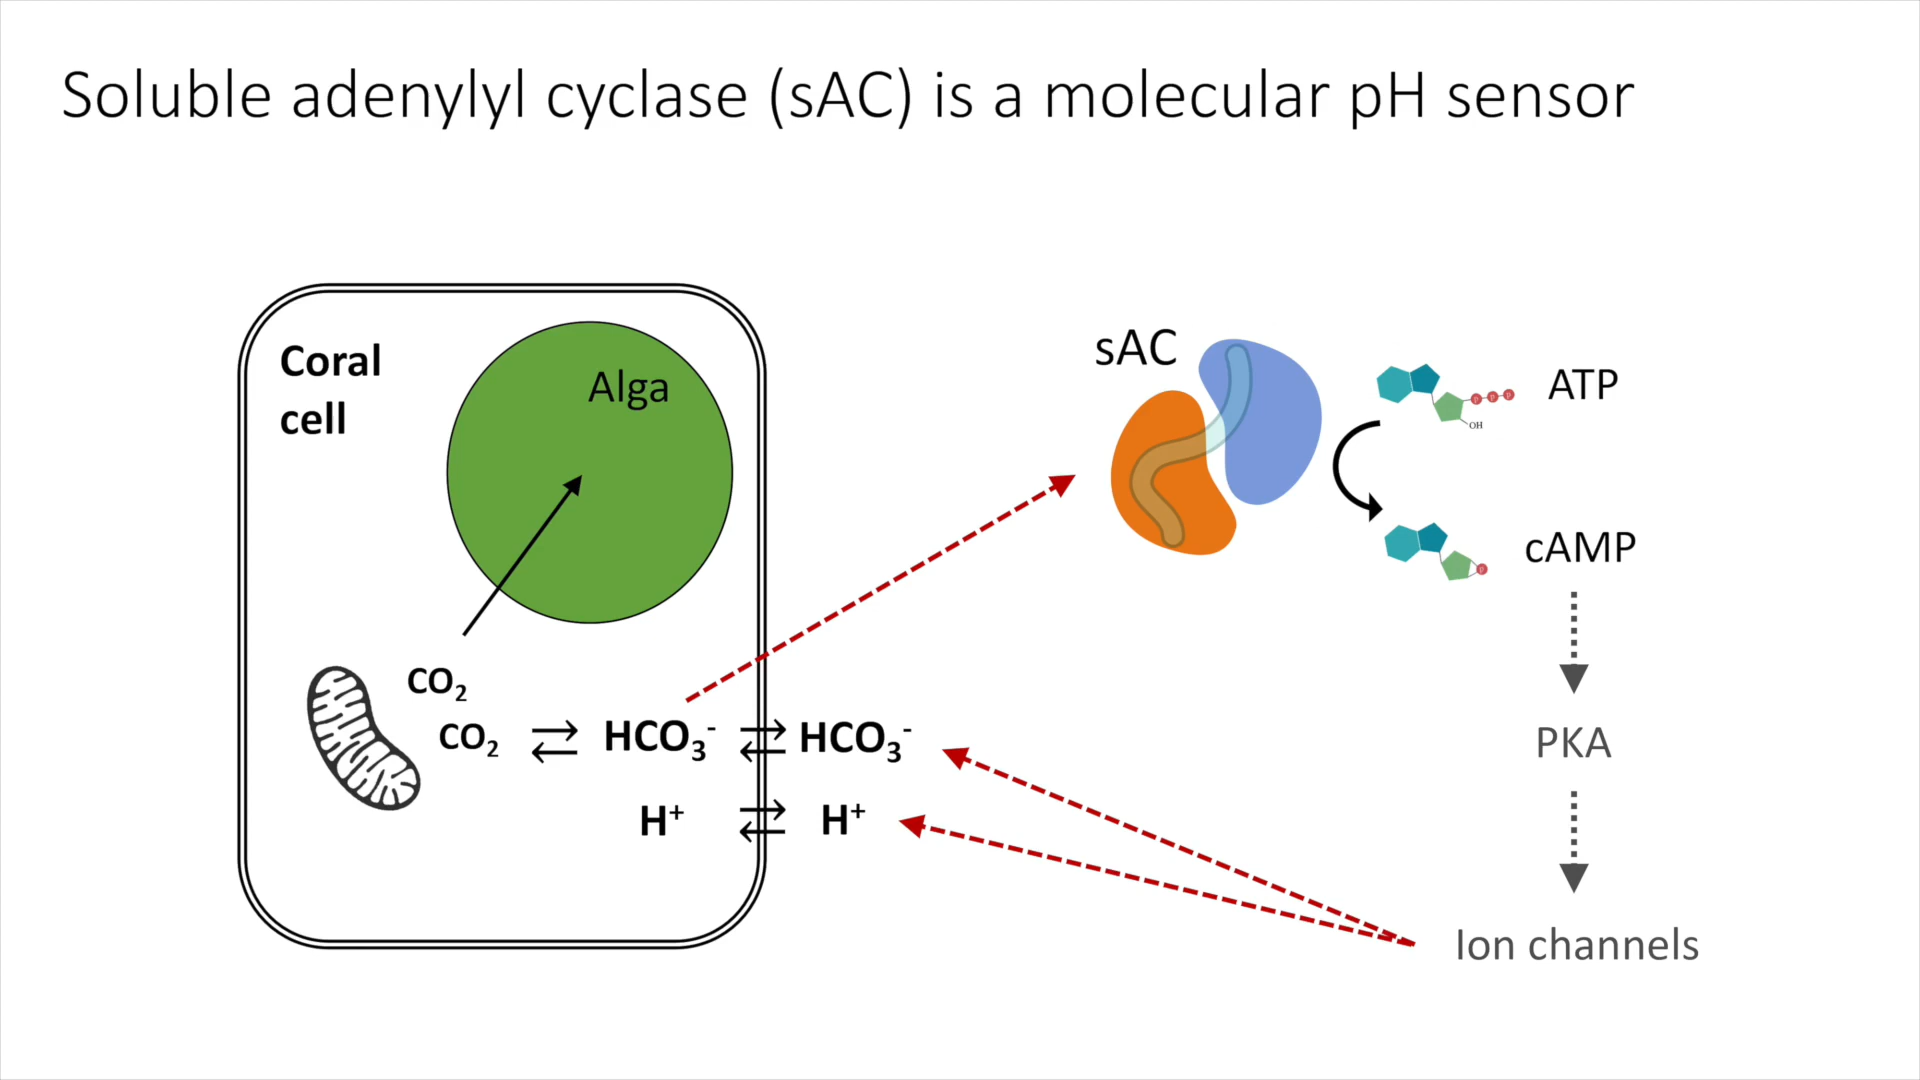 Soluble adenylyl cyclase (sAC) is a molecular pH sensor
Coral
cell
Alga
CO₂
CO₂ ⇄ HCO₃⁻ ⇄ HCO₃⁻
H⁺ ⇄ H⁺
sAC
P P P
OH
ATP
P
cAMP
PKA
Ion channels